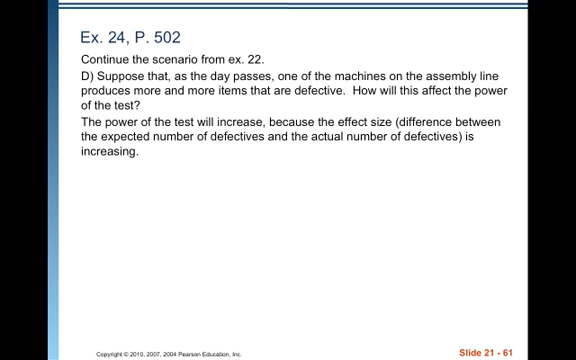 Ex. 24, P. 502
Continue the scenario from ex. 22.
D) Suppose that, as the day passes, one of the machines on the assembly line
produces more and more items that are defective.  How will this affect the power
of the test?
The power of the test will increase, because the effect size (difference between
the expected number of defectives and the actual number of defectives) is
increasing.
Copyright © 2010, 2007, 2004 Pearson Education, Inc.
Slide 21 - 61